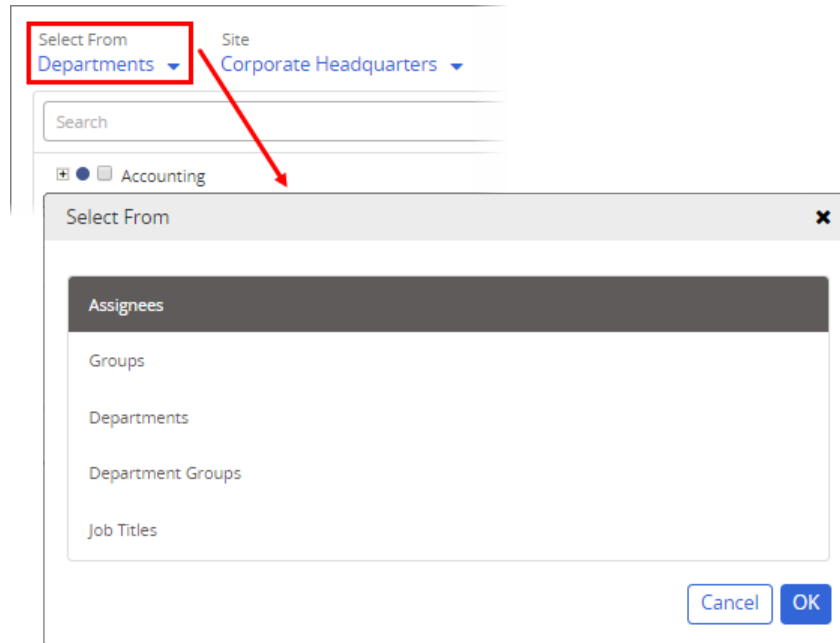 Select From Site
Departments Corporate Headquarters
Search
Accounting
Select From
Assignees
Groups
Departments
Department Groups
Job Titles
Cancel OK